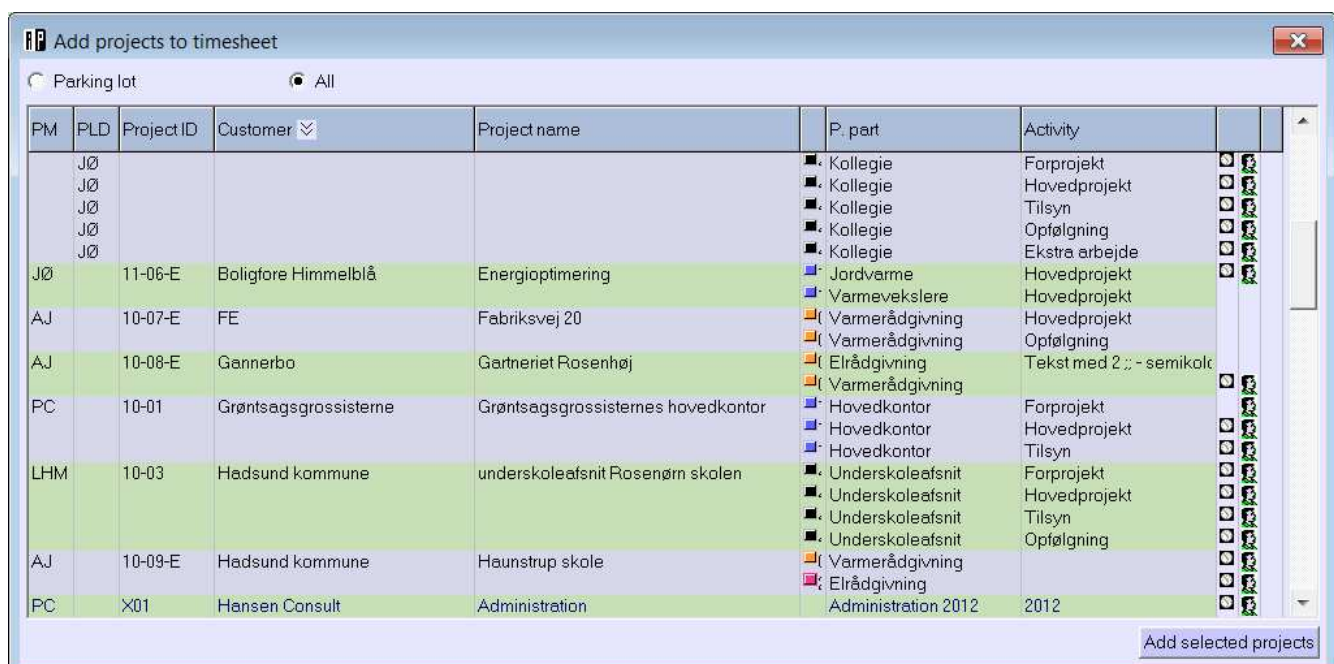 Add projects to timesheet
Parking lot All
PM PLD Project ID Customer Project name P. part Activity
JØ Kollegie Forprojekt
JØ Kollegie Hovedprojekt
JØ Kollegie Tilsyn
JØ Kollegie Opfølgning
JØ Kollegie Ekstra arbejde
JØ 11-06-E Boligfore Himmelblå Energioptimering Jordvarme Hovedprojekt
Varmevekslere Hovedprojekt
AJ 10-07-E FE Fabriksvej 20 Varmerådgivning Hovedprojekt
Varmerådgivning Opfølgning
AJ 10-08-E Gannerbo Gartneriet Rosenhøj Elrådgivning Tekst med 2 ;; - semikolo
Varmerådgivning
PC 10-01 Grøntsagsgrossisterne Grøntsagsgrossisternes hovedkontor Hovedkontor Forprojekt
Hovedkontor Hovedprojekt
Hovedkontor Tilsyn
LHM 10-03 Hadsund kommune underskoleafsnit Rosenørn skolen Underskoleafsnit Forprojekt
Underskoleafsnit Hovedprojekt
Underskoleafsnit Tilsyn
Underskoleafsnit Opfølgning
AJ 10-09-E Hadsund kommune Haunstrup skole Varmerådgivning
Elrådgivning
PC X01 Hansen Consult Administration Administration 2012 2012
Add selected projects